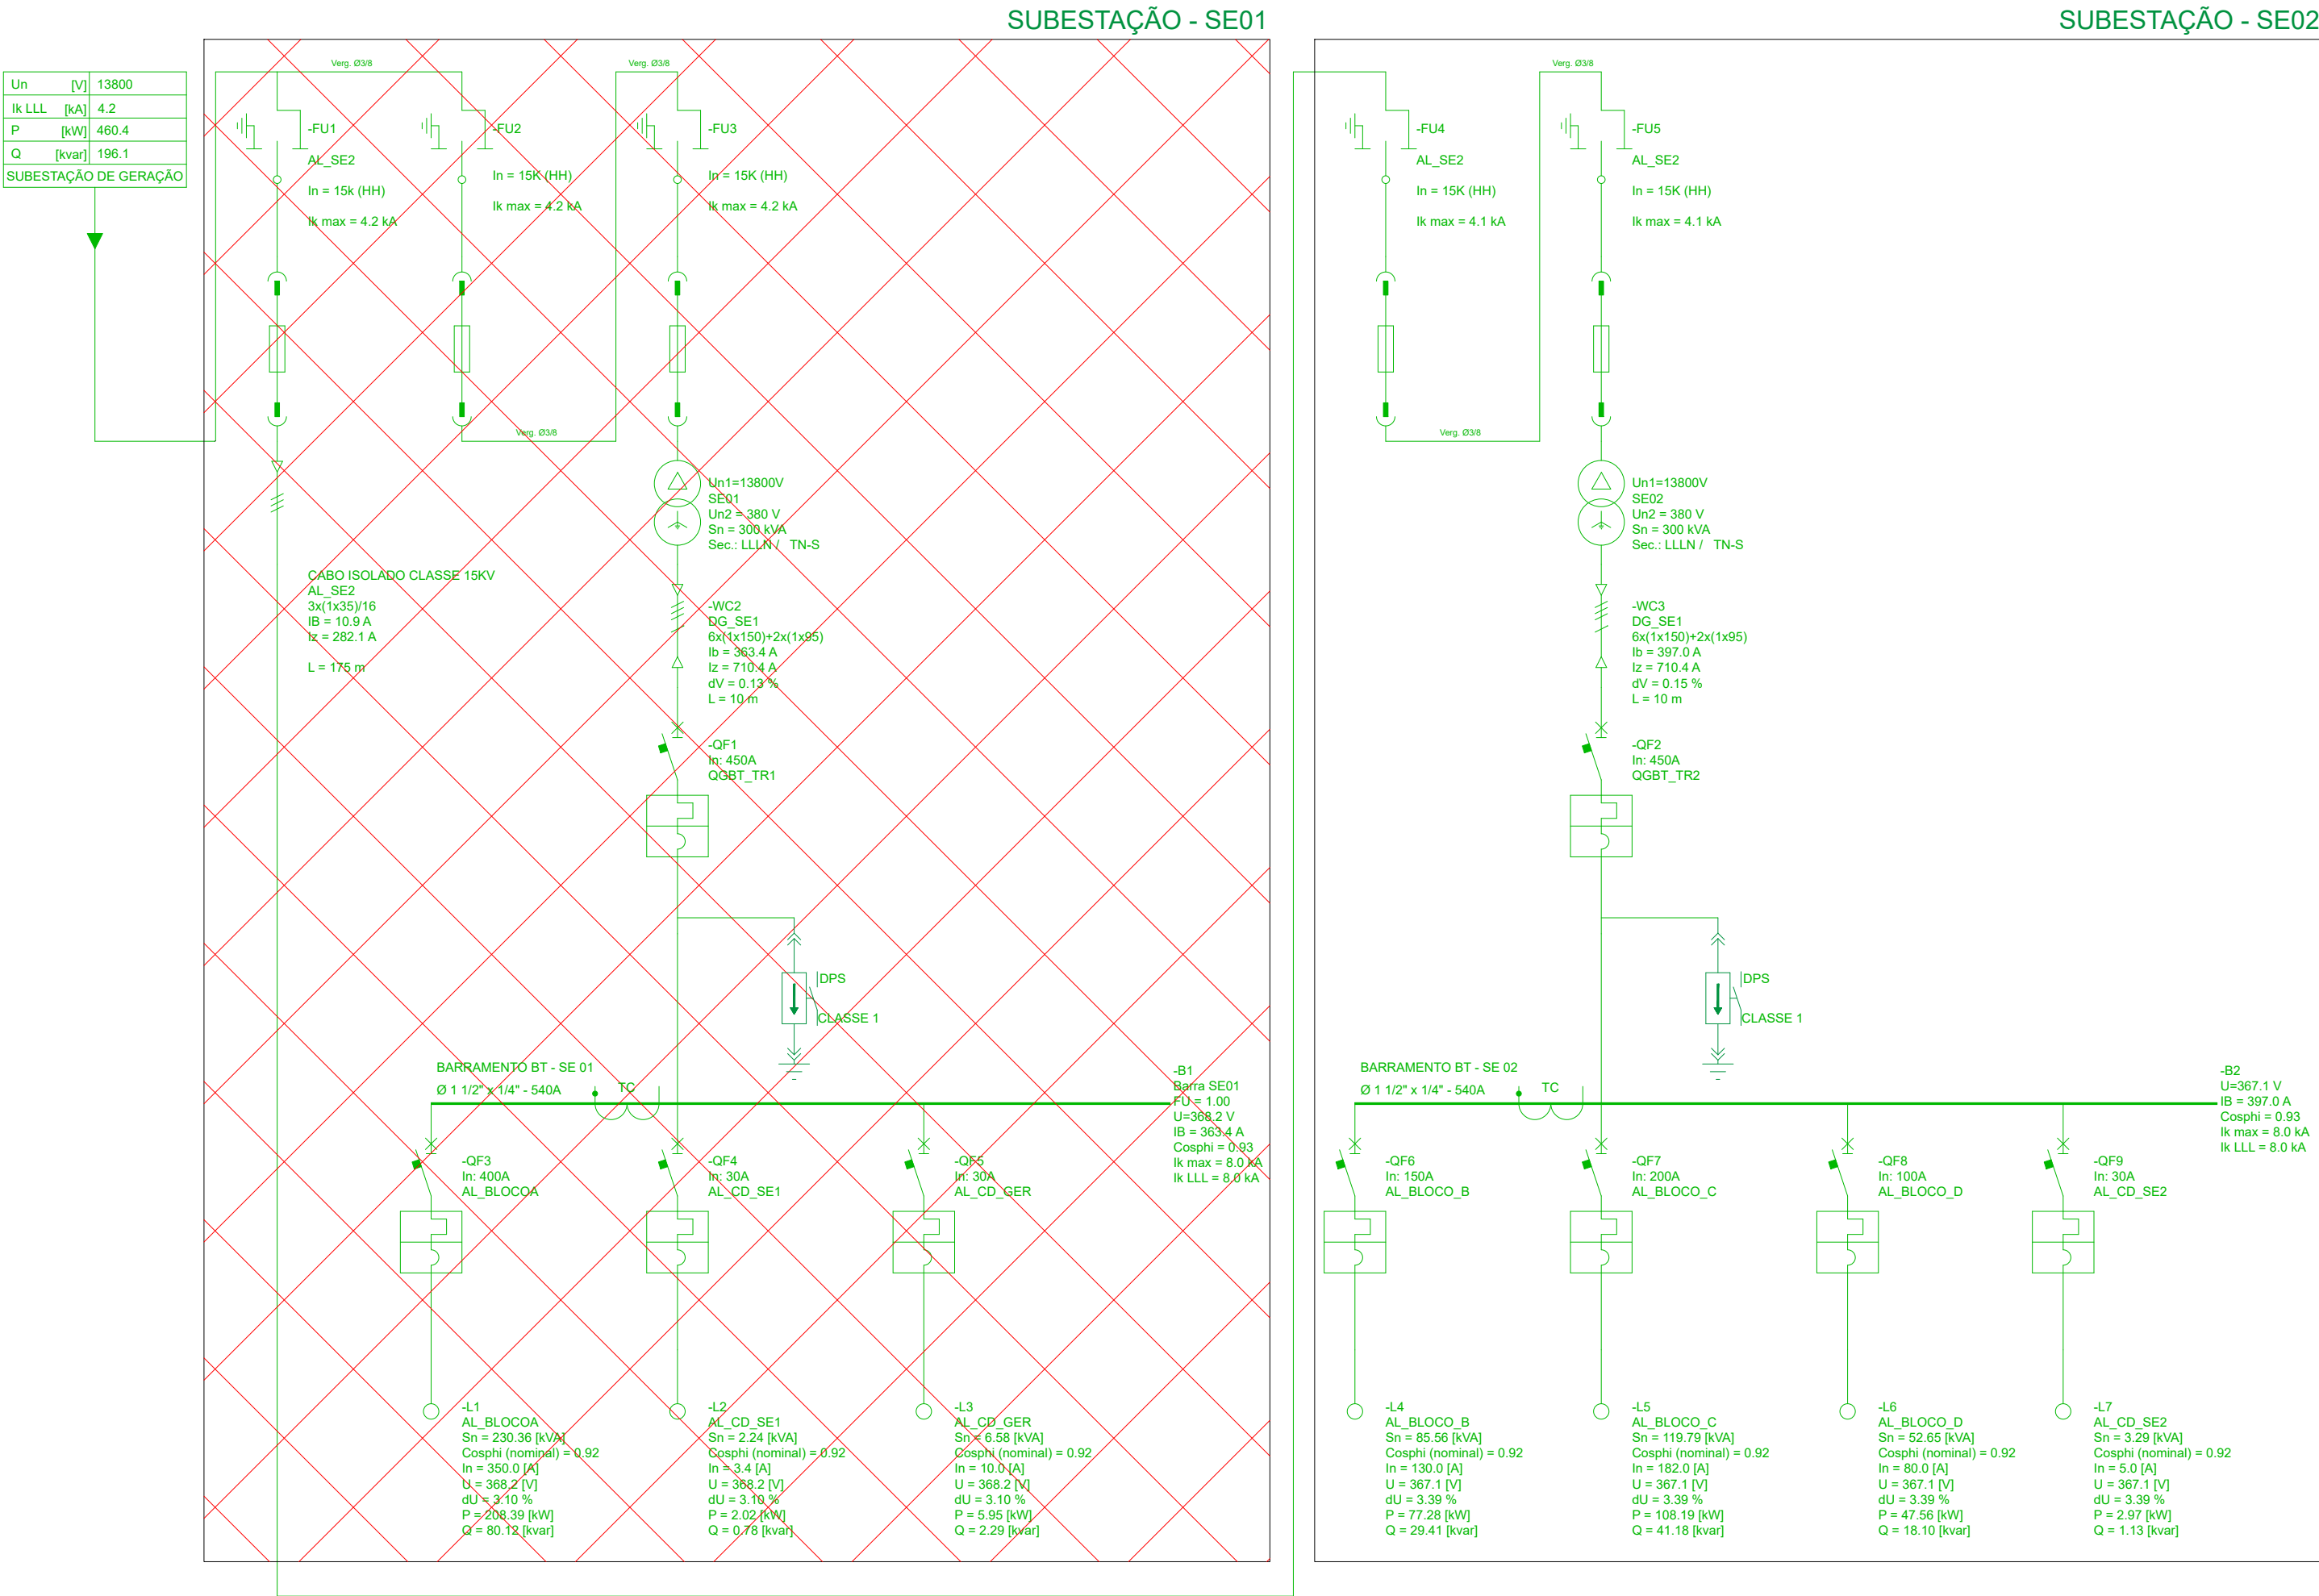 SUBESTAÇÃO - SE01
SUBESTAÇÃO - SE02
Un [V] 13800
Ik LLL [kA] 4.2
P [kW] 460.4
Q [kvar] 196.1
SUBESTAÇÃO DE GERAÇÃO
Verg. Ø3/8
Verg. Ø3/8
Verg. Ø3/8
-FU1
AL_SE2
In = 15k (HH)
Ik max = 4.2 kA
-FU2
In = 15K (HH)
Ik max = 4.2 kA
-FU3
In = 15K (HH)
Ik max = 4.2 kA
-FU4
AL_SE2
In = 15K (HH)
Ik max = 4.1 kA
-FU5
AL_SE2
In = 15K (HH)
Ik max = 4.1 kA
Verg. Ø3/8
Verg. Ø3/8
Un1=13800V
SE01
Un2 = 380 V
Sn = 300 kVA
Sec.: LLLN / TN-S
Un1=13800V
SE02
Un2 = 380 V
Sn = 300 kVA
Sec.: LLLN / TN-S
CABO ISOLADO CLASSE 15KV
AL_SE2
3x(1x35)/16
IB = 10.9 A
Iz = 282.1 A
L = 175 m
-WC2
DG_SE1
6x(1x150)+2x(1x95)
Ib = 363.4 A
Iz = 710.4 A
dV = 0.13 %
L = 10 m
-WC3
DG_SE1
6x(1x150)+2x(1x95)
Ib = 397.0 A
Iz = 710.4 A
dV = 0.15 %
L = 10 m
-QF1
In: 450A
QGBT_TR1
-QF2
In: 450A
QGBT_TR2
DPS
CLASSE 1
DPS
CLASSE 1
BARRAMENTO BT - SE 01
Ø 1 1/2" x 1/4" - 540A
TC
-B1
Barra SE01
FU = 1.00
U=368.2 V
IB = 363.4 A
Cosphi = 0.93
Ik max = 8.0 kA
Ik LLL = 8.0 kA
BARRAMENTO BT - SE 02
Ø 1 1/2" x 1/4" - 540A
TC
-B2
U=367.1 V
IB = 397.0 A
Cosphi = 0.93
Ik max = 8.0 kA
Ik LLL = 8.0 kA
-QF3
In: 400A
AL_BLOCOA
-QF4
In: 30A
AL_CD_SE1
-QF5
In: 30A
AL_CD_GER
-QF6
In: 150A
AL_BLOCO_B
-QF7
In: 200A
AL_BLOCO_C
-QF8
In: 100A
AL_BLOCO_D
-QF9
In: 30A
AL_CD_SE2
-L1
AL_BLOCOA
Sn = 230.36 [kVA]
Cosphi (nominal) = 0.92
In = 350.0 [A]
U = 368.2 [V]
dU = 3.10 %
P = 208.39 [kW]
Q = 80.12 [kvar]
-L2
AL_CD_SE1
Sn = 2.24 [kVA]
Cosphi (nominal) = 0.92
In = 3.4 [A]
U = 368.2 [V]
dU = 3.10 %
P = 2.02 [kW]
Q = 0.78 [kvar]
-L3
AL_CD_GER
Sn = 6.58 [kVA]
Cosphi (nominal) = 0.92
In = 10.0 [A]
U = 368.2 [V]
dU = 3.10 %
P = 5.95 [kW]
Q = 2.29 [kvar]
-L4
AL_BLOCO_B
Sn = 85.56 [kVA]
Cosphi (nominal) = 0.92
In = 130.0 [A]
U = 367.1 [V]
dU = 3.39 %
P = 77.28 [kW]
Q = 29.41 [kvar]
-L5
AL_BLOCO_C
Sn = 119.79 [kVA]
Cosphi (nominal) = 0.92
In = 182.0 [A]
U = 367.1 [V]
dU = 3.39 %
P = 108.19 [kW]
Q = 41.18 [kvar]
-L6
AL_BLOCO_D
Sn = 52.65 [kVA]
Cosphi (nominal) = 0.92
In = 80.0 [A]
U = 367.1 [V]
dU = 3.39 %
P = 47.56 [kW]
Q = 18.10 [kvar]
-L7
AL_CD_SE2
Sn = 3.29 [kVA]
Cosphi (nominal) = 0.92
In = 5.0 [A]
U = 367.1 [V]
dU = 3.39 %
P = 2.97 [kW]
Q = 1.13 [kvar]